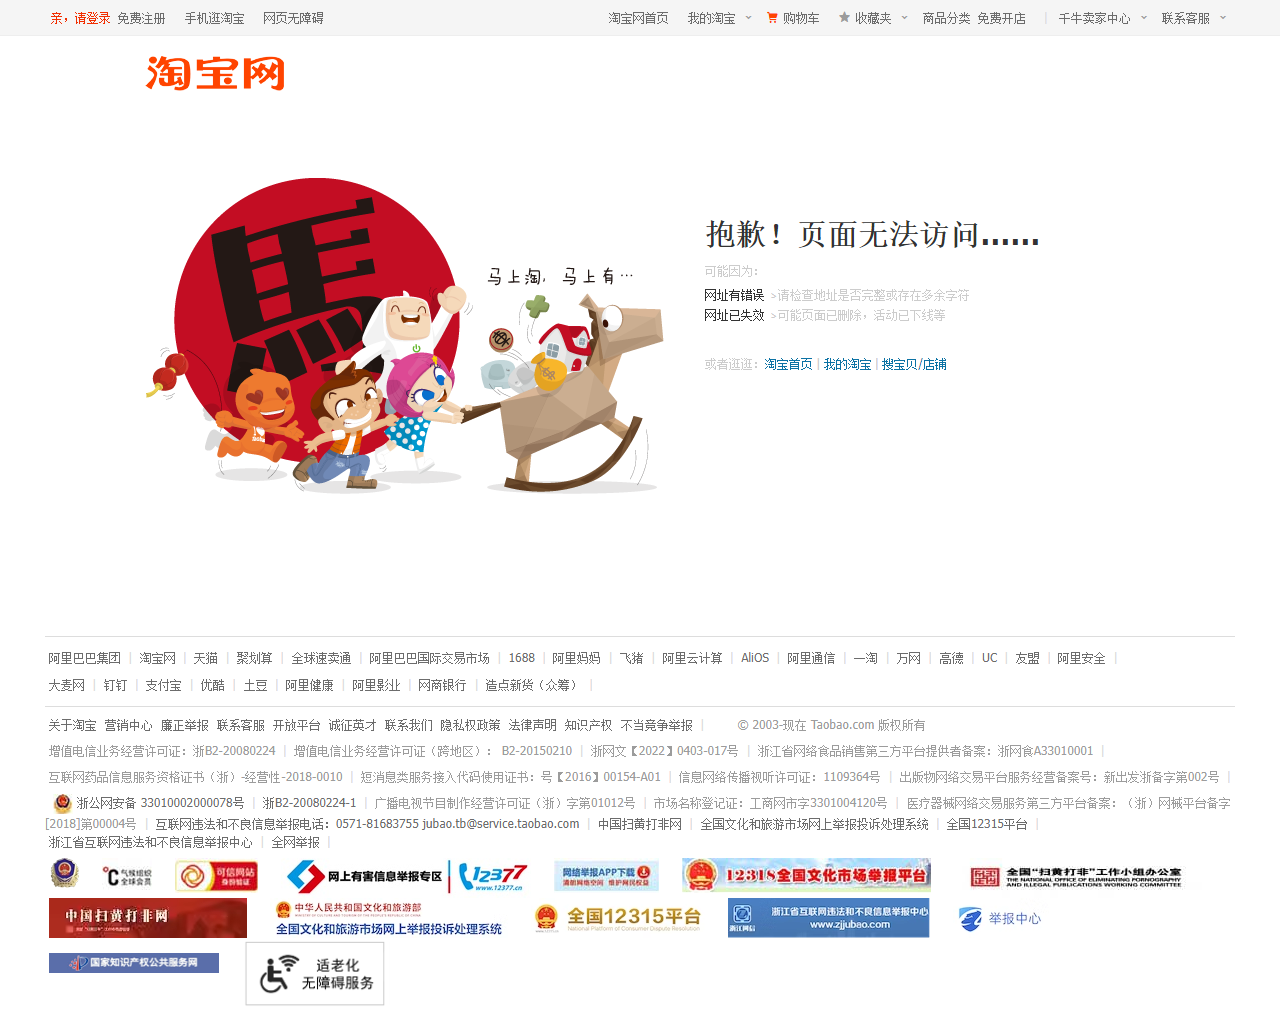 亲，请登录 免费注册 手机逛淘宝 网页无障碍 淘宝网首页 我的淘宝 购物车 收藏夹 商品分类 免费开店 | 千牛卖家中心 联系客服
淘宝网
馬
马上淘，马上有…
抱歉！页面无法访问......
可能因为：
网址有错误 >请检查地址是否完整或存在多余字符
网址已失效 >可能页面已删除，活动已下线等
或者逛逛：淘宝首页 | 我的淘宝 | 搜宝贝/店铺
阿里巴巴集团 | 淘宝网 | 天猫 | 聚划算 | 全球速卖通 | 阿里巴巴国际交易市场 | 1688 | 阿里妈妈 | 飞猪 | 阿里云计算 | AliOS | 阿里通信 | 一淘 | 万网 | 高德 | UC | 友盟 | 阿里安全 |
大麦网 | 钉钉 | 支付宝 | 优酷 | 土豆 | 阿里健康 | 阿里影业 | 网商银行 | 造点新货（众筹） |
关于淘宝 营销中心 廉正举报 联系客服 开放平台 诚征英才 联系我们 隐私权政策 法律声明 知识产权 不当竞争举报 | © 2003-现在 Taobao.com 版权所有
增值电信业务经营许可证：浙B2-20080224 | 增值电信业务经营许可证（跨地区）： B2-20150210 | 浙网文【2022】0403-017号 | 浙江省网络食品销售第三方平台提供者备案：浙网食A33010001 |
互联网药品信息服务资格证书（浙）-经营性-2018-0010 | 短消息类服务接入代码使用证书：号【2016】00154-A01 | 信息网络传播视听许可证：1109364号 | 出版物网络交易平台服务经营备案号：新出发浙备字第002号 |
浙公网安备 33010002000078号 | 浙B2-20080224-1 | 广播电视节目制作经营许可证（浙）字第01012号 | 市场名称登记证：工商网市字3301004120号 | 医疗器械网络交易服务第三方平台备案：（浙）网械平台备字
[2018]第00004号 | 互联网违法和不良信息举报电话：0571-81683755 jubao.tb@service.taobao.com | 中国扫黄打非网 | 全国文化和旅游市场网上举报投诉处理系统 | 全国12315平台 |
浙江省互联网违法和不良信息举报中心 | 全网举报 |
℃ 气候组织 全球会员
可信网站 身份验证
网上有害信息举报专区 | 12377 www.12377.cn
网络举报APP下载 清朗网络空间 维护网民权益
12318全国文化市场举报平台
全国"扫黄打非"工作小组办公室
NATIONAL OFFICE OF ELIMINATING PORNOGRAPHY AND ILLEGAL PUBLICATIONS WORKING COMMITTEE
中国扫黄打非网
中华人民共和国文化和旅游部
全国文化和旅游市场网上举报投诉处理系统
全国12315平台
National Platform of Consumer Dispute Resolution
浙江网信
浙江省互联网违法和不良信息举报中心
www.zjjubao.com
举报中心
国家知识产权公共服务网
适老化
无障碍服务